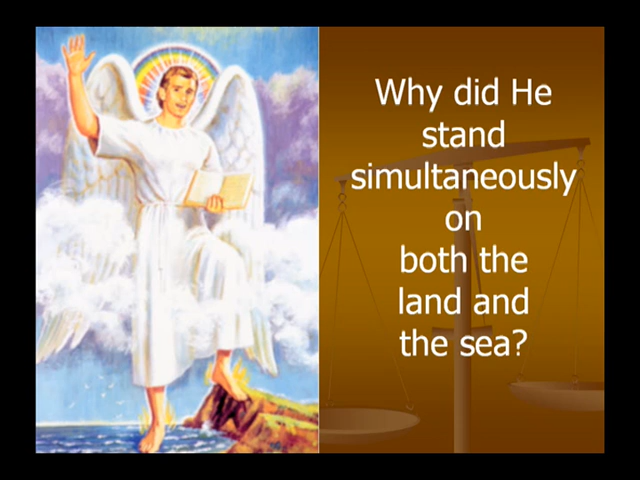 Why did He
stand
simultaneously
on
both the
land and
the sea?